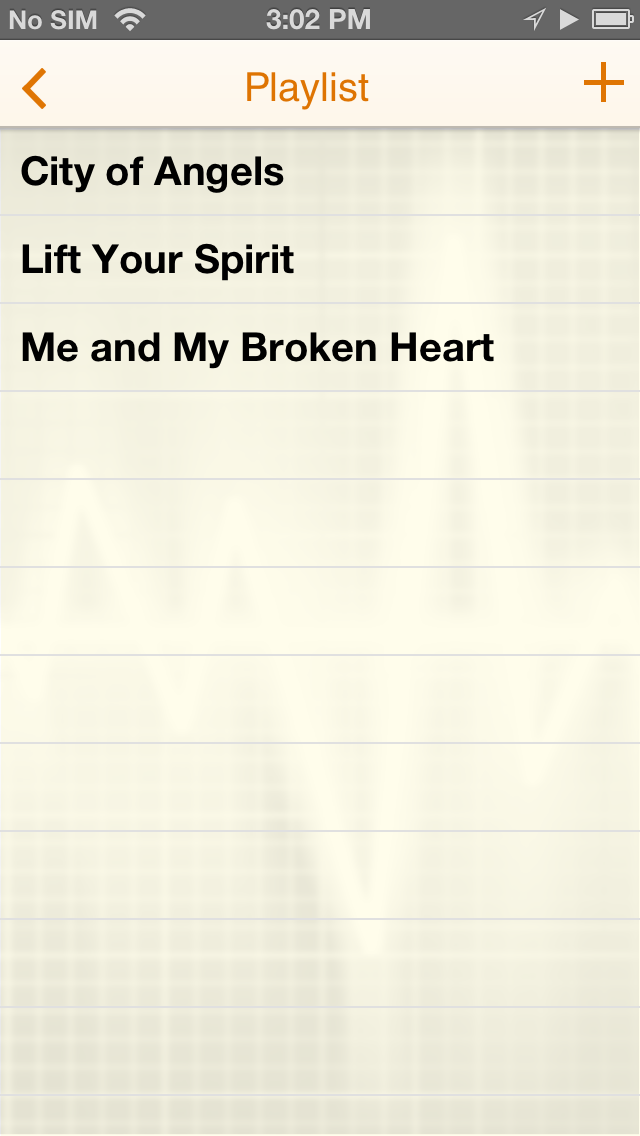 No SIM 3:02 PM
Playlist
City of Angels
Lift Your Spirit
Me and My Broken Heart